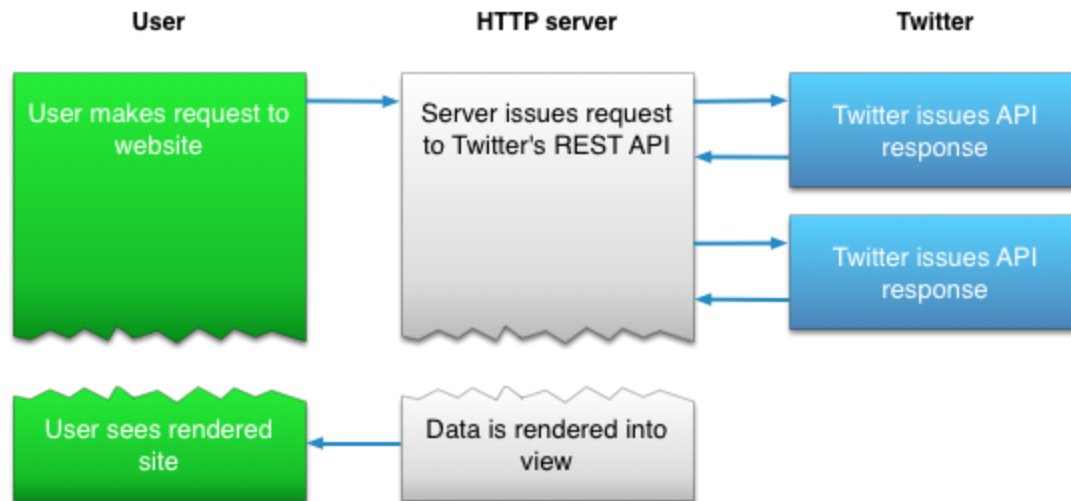 User
HTTP server
Twitter
User makes request to
website
Server issues request
to Twitter's REST API
Twitter issues API
response
Twitter issues API
response
User sees rendered
site
Data is rendered into
view